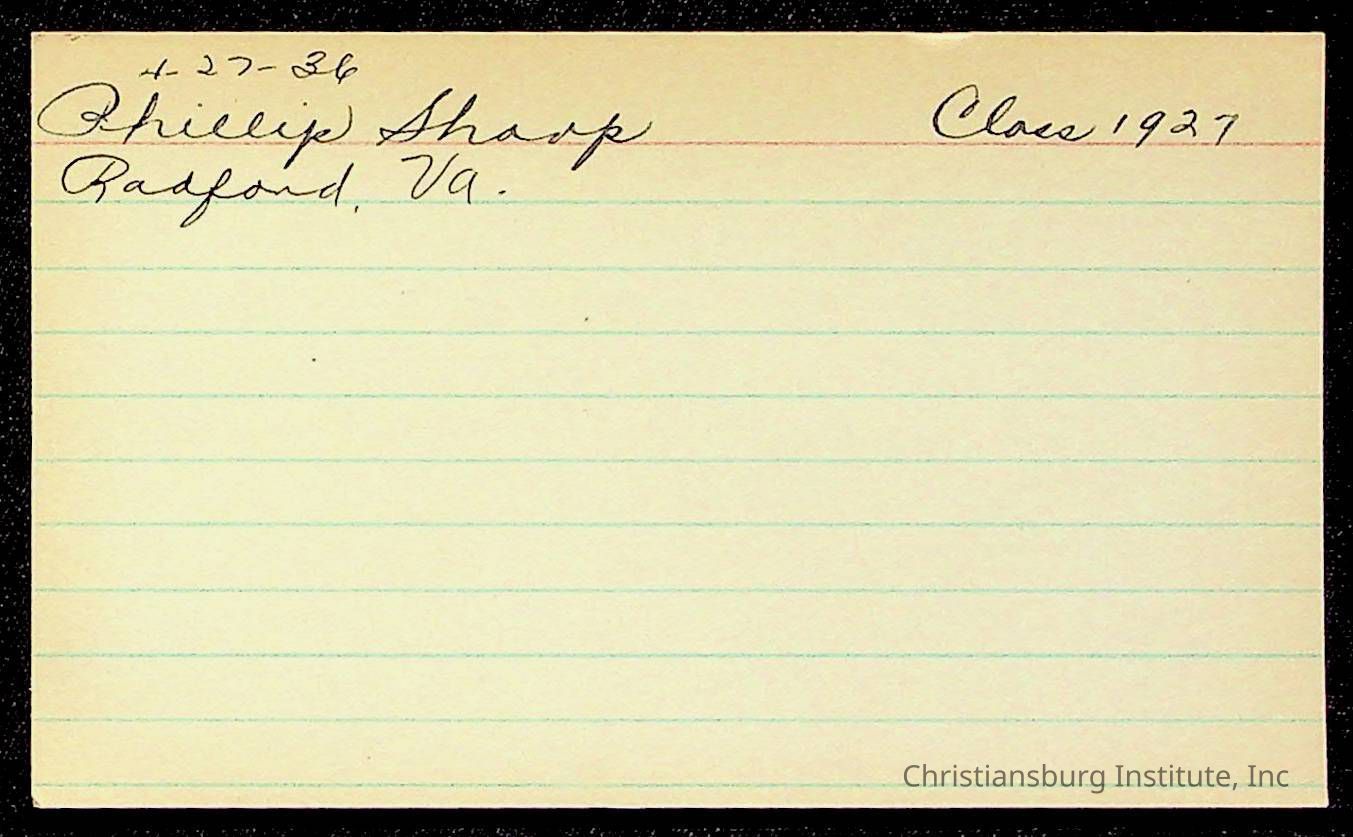 4-27-36
Phillip Sharp Class 1927
Radford, Va.
Christiansburg Institute, Inc